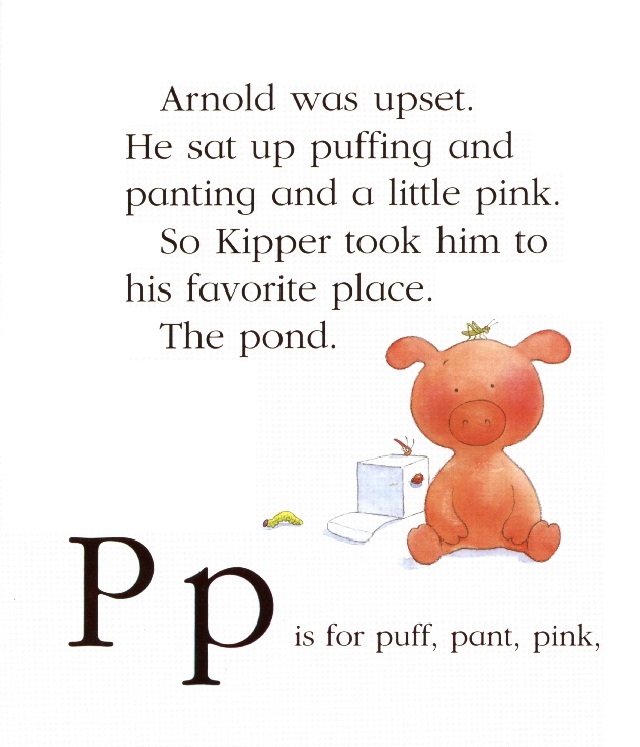 Arnold was upset.
He sat up puffing and
panting and a little pink.
So Kipper took him to
his favorite place.
The pond.
Pp
is for puff, pant, pink,